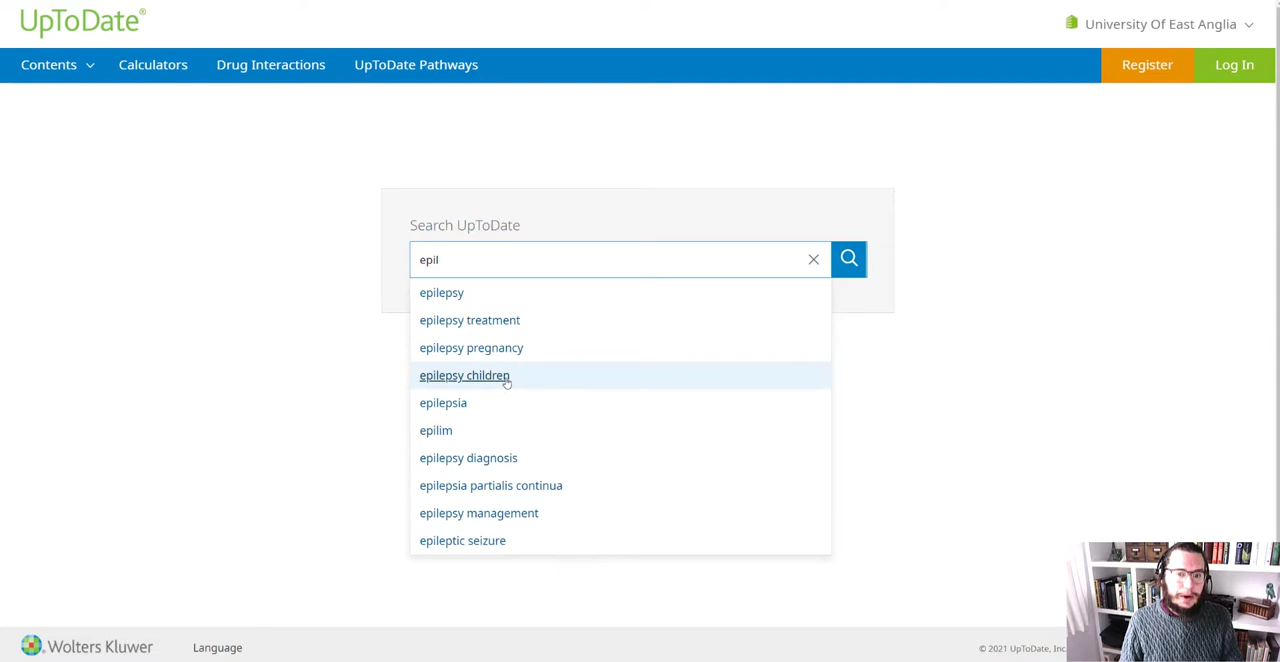 UpToDate®
University Of East Anglia
Contents
Calculators
Drug Interactions
UpToDate Pathways
Register
Log In
Search UpToDate
epil
epilepsy
epilepsy treatment
epilepsy pregnancy
epilepsy children
epilepsia
epilim
epilepsy diagnosis
epilepsia partialis continua
epilepsy management
epileptic seizure
Wolters Kluwer
Language
© 2021 UpToDate, Inc.